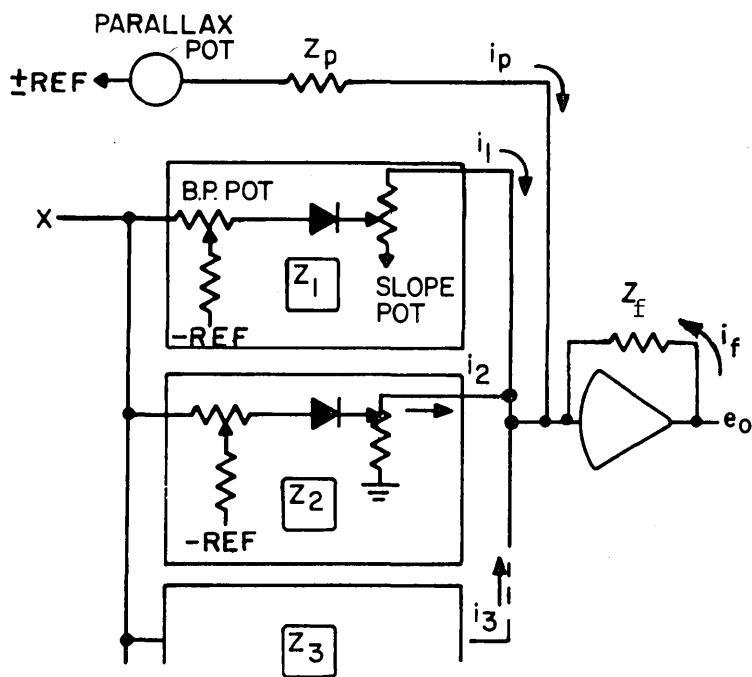 PARALLAX
POT
±REF
Zp
ip
i1
B.P. POT
X
Z1
SLOPE
POT
-REF
Zf
if
i2
eo
Z2
-REF
i3
Z3